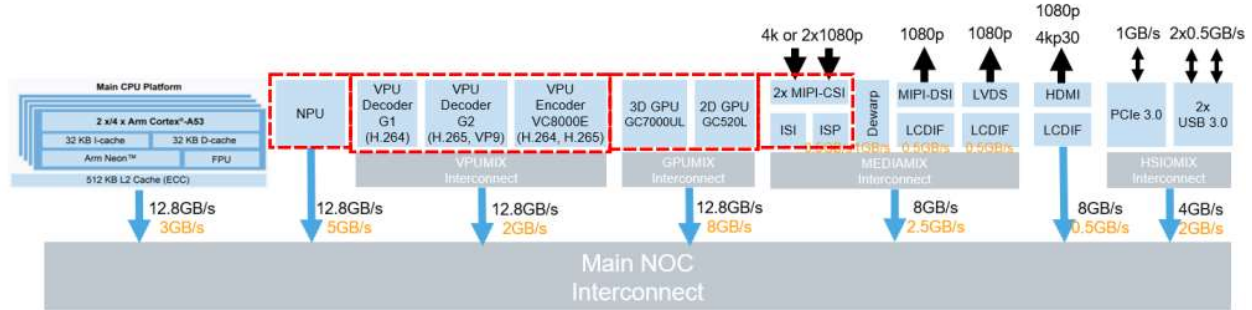 1080p
4k or 2x1080p
1080p
1080p
4kp30
1GB/s
2x0.5GB/s
Main CPU Platform
2 x/4 x Arm Cortex®-A53
32 KB I-cache
32 KB D-cache
Arm Neon™
FPU
512 KB L2 Cache (ECC)
NPU
VPU
Decoder
G1
(H.264)
VPU
Decoder
G2
(H.265, VP9)
VPU
Encoder
VC8000E
(H.264, H.265)
VPUMIX
Interconnect
3D GPU
GC7000UL
2D GPU
GC520L
GPUMIX
Interconnect
2x MIPI-CSI
ISI
ISP
Dewarp
MIPI-DSI
LCDIF
LVDS
LCDIF
0.5GB/s
0.5GB/s
MEDIAMIX
Interconnect
HDMI
LCDIF
PCIe 3.0
2x
USB 3.0
HSIOMIX
Interconnect
12.8GB/s
3GB/s
12.8GB/s
5GB/s
12.8GB/s
2GB/s
12.8GB/s
8GB/s
8GB/s
2.5GB/s
8GB/s
0.5GB/s
4GB/s
2GB/s
Main NOC
Interconnect